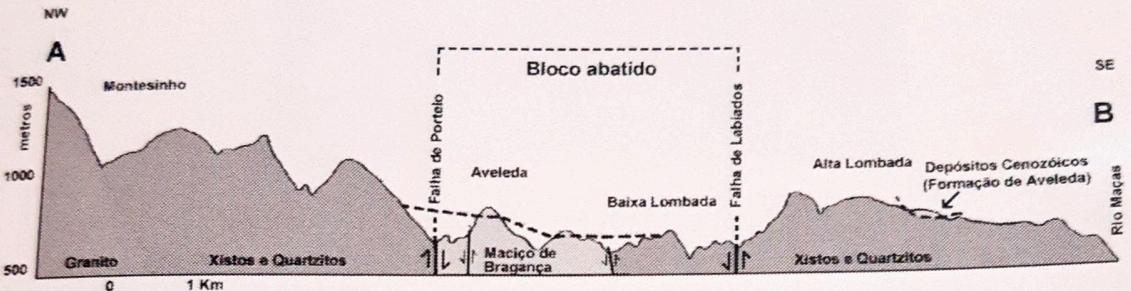 NW
SE
A
B
Bloco abatido
1500
metros
1000
500
Montesinho
Falha de Portelo
Falha de Labiados
Aveleda
Baixa Lombada
Alta Lombada
Depósitos Cenozóicos
(Formação de Aveleda)
Rio Maçãs
Granito
Xistos e Quartzitos
Maciço de
Bragança
Xistos e Quartzitos
0 1 Km